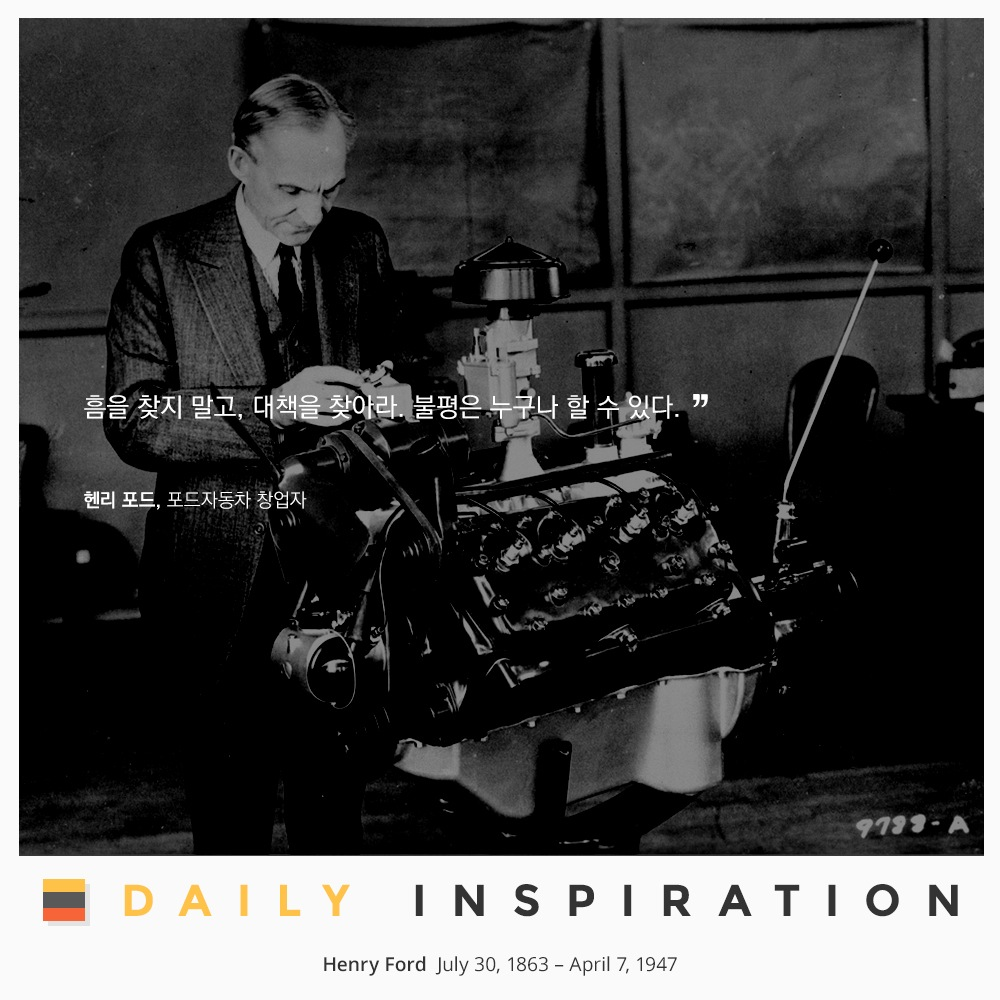 흠을 찾지 말고, 대책을 찾아라. 불평은 누구나 할 수 있다. ”
헨리 포드, 포드자동차 창업자
9788-A
DAILY INSPIRATION
Henry Ford July 30, 1863 – April 7, 1947